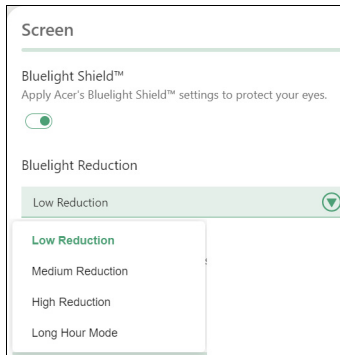 Screen
Bluelight Shield™
Apply Acer's Bluelight Shield™ settings to protect your eyes.
Bluelight Reduction
Low Reduction
Low Reduction
Medium Reduction
High Reduction
Long Hour Mode